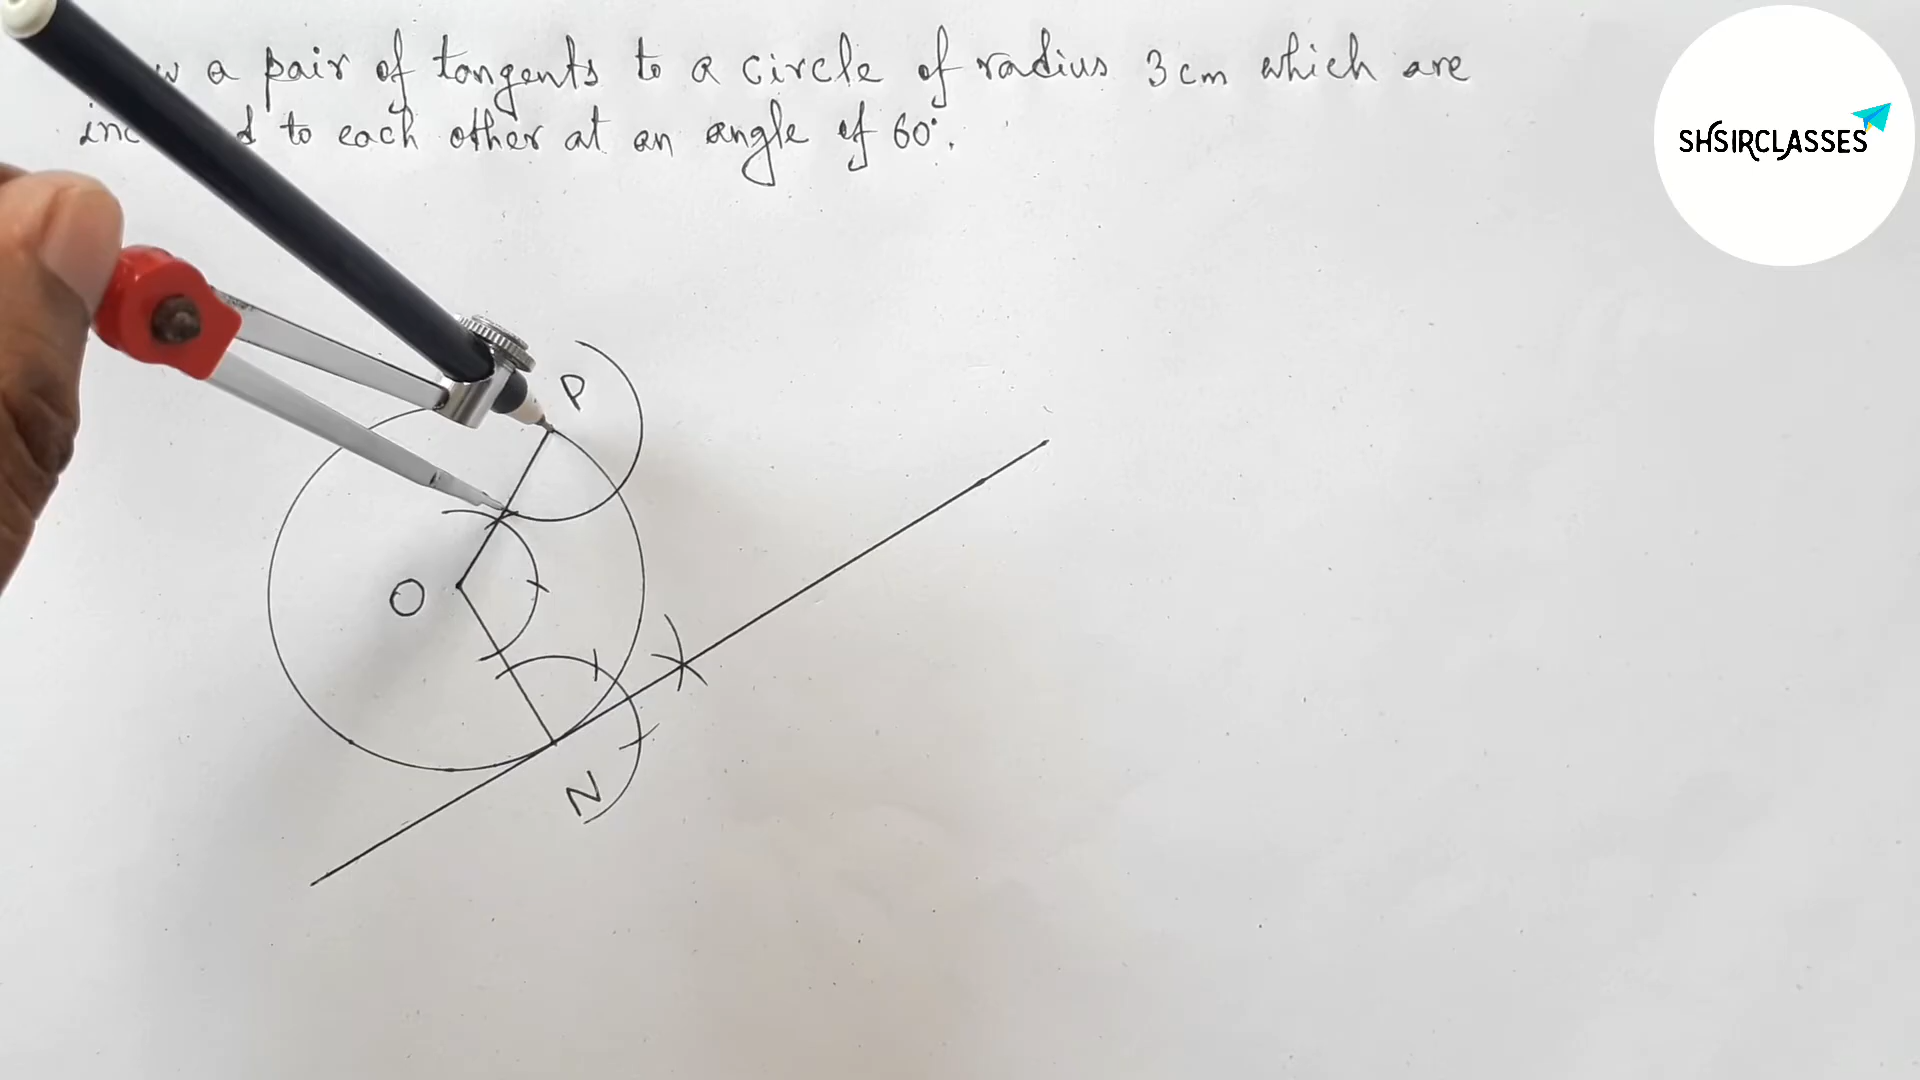 a pair of tangents to a circle of radius 3 cm which are
to each other at an angle of 60°.
SHSIRCLASSES
P
O
N